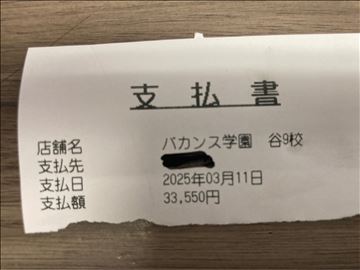 支払書
店舗名 バカンス学園 谷9校
支払先
支払日 2025年03月11日
支払額 33,550円